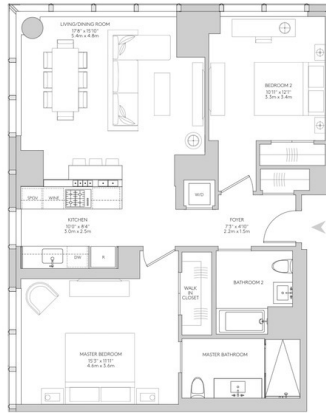 LIVING/DINING ROOM
17'8" x 15'10"
5.4m x 4.8m
BEDROOM 2
10'11" x 12'1"
3.3m x 3.4m
W/D
SPDV
WINE
KITCHEN
10'0" x 8'4"
3.0m x 2.5m
FOYER
7'3" x 4'10"
2.2m x 1.5m
DW
R
WALK
IN
CLOSET
BATHROOM 2
MASTER BEDROOM
15'3" x 11'11"
4.6m x 3.6m
MASTER BATHROOM